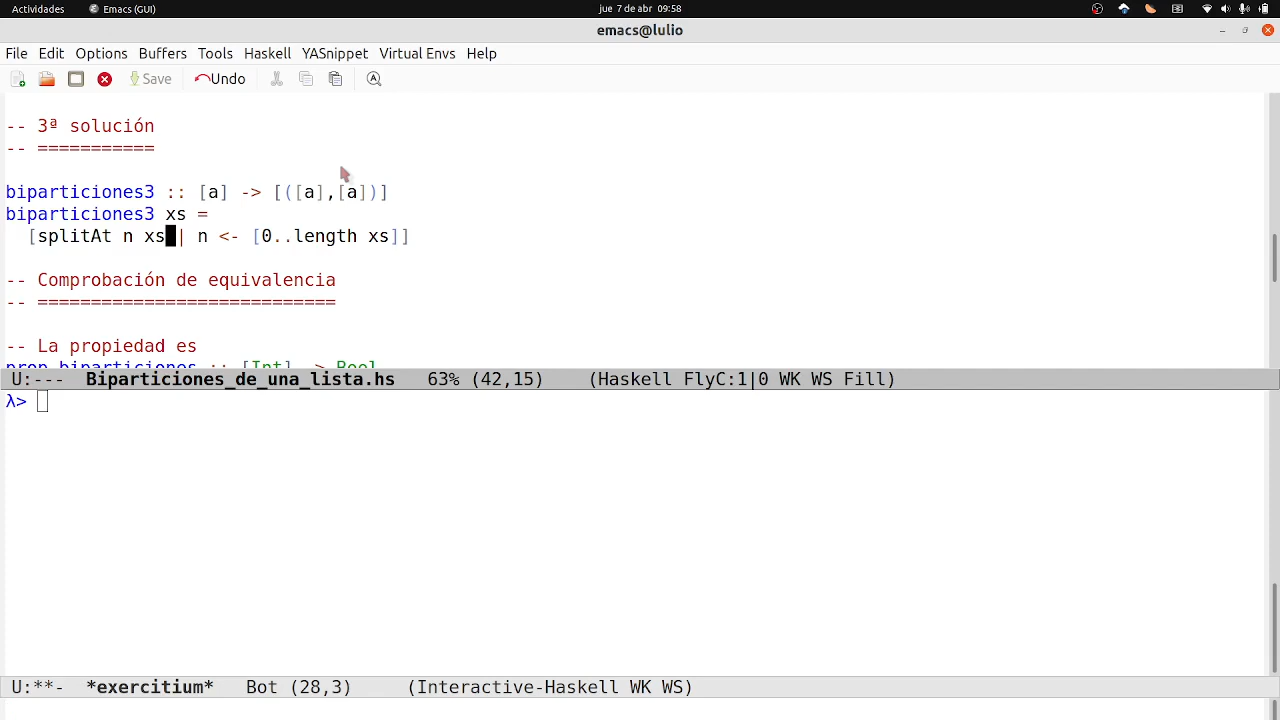 Actividades Emacs (GUI) jue 7 de abr 09:58
emacs@lulio
File Edit Options Buffers Tools Haskell YASnippet Virtual Envs Help
Save Undo
-- 3ª solución
-- ===========
biparticiones3 :: [a] -> [([a],[a])]
biparticiones3 xs =
[splitAt n xs | n <- [0..length xs]]
-- Comprobación de equivalencia
-- ============================
-- La propiedad es
prop_biparticiones :: [Int] -> Bool
U:--- Biparticiones_de_una_lista.hs 63% (42,15) (Haskell FlyC:1|0 WK WS Fill)
λ>
U:**- *exercitium* Bot (28,3) (Interactive-Haskell WK WS)